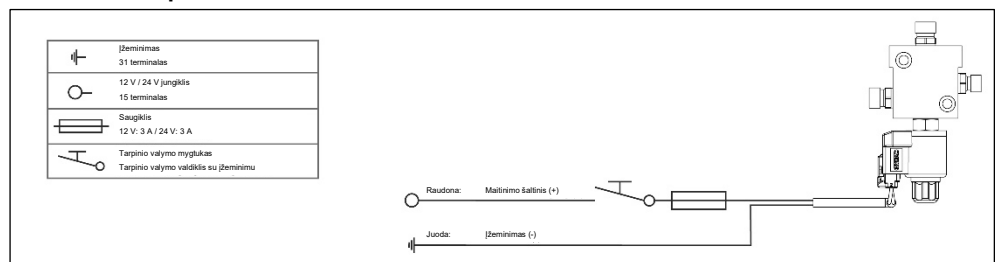 Įžeminimas
31 terminalas
12 V / 24 V jungiklis
15 terminalas
Saugiklis
12 V: 3 A / 24 V: 3 A
Tarpinio valymo mygtukas
Tarpinio valymo valdiklis su įžeminimu
Raudona: Maitinimo šaltinis (+)
Juoda: Įžeminimas (-)